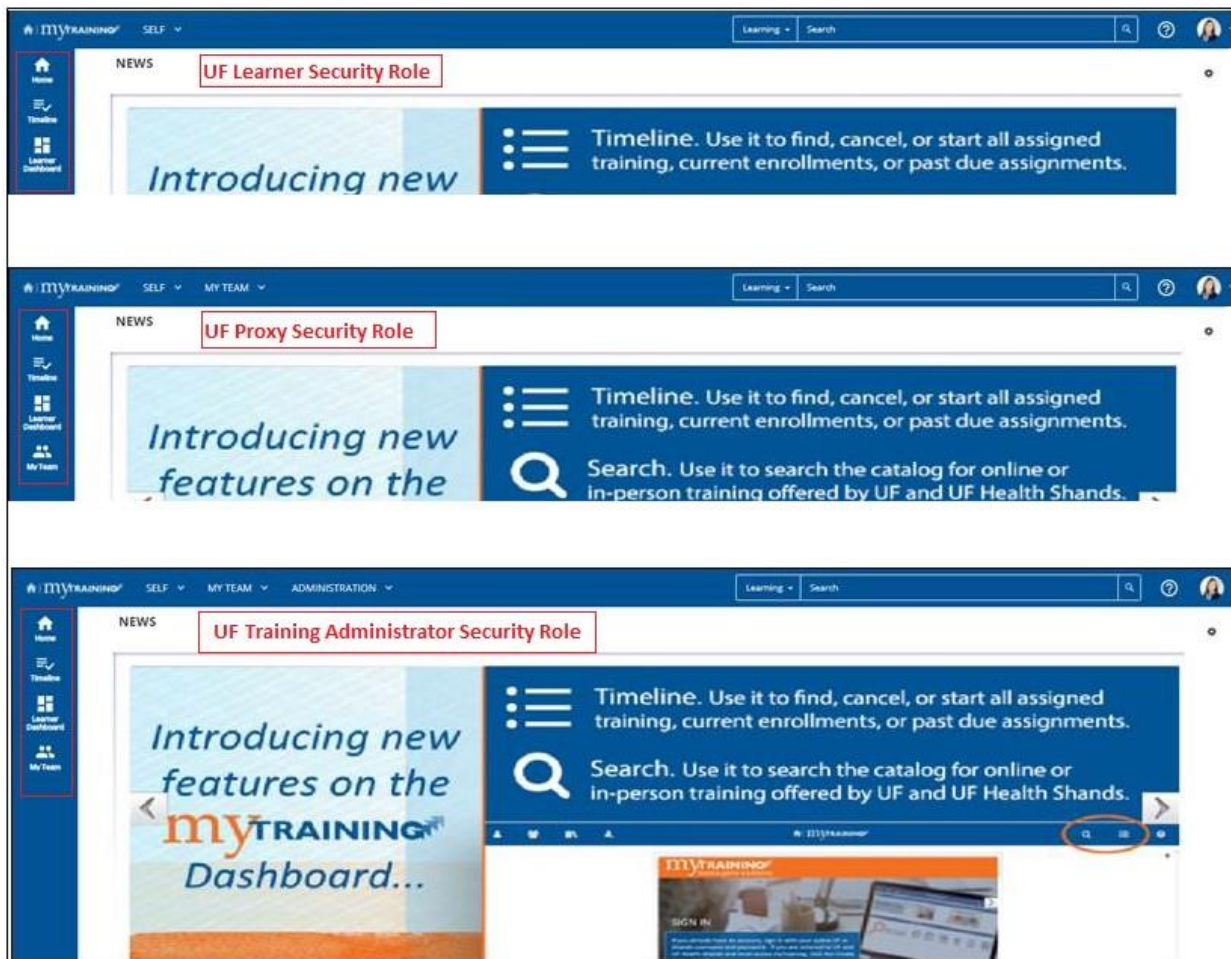 myTRAINING SELF Learning Search
Home
Timeline
Learner
Dashboard
NEWS
UF Learner Security Role
Introducing new
Timeline. Use it to find, cancel, or start all assigned
training, current enrollments, or past due assignments.
myTRAINING SELF MY TEAM Learning Search
Home
Timeline
Learner
Dashboard
My Team
NEWS
UF Proxy Security Role
Introducing new
features on the
Timeline. Use it to find, cancel, or start all assigned
training, current enrollments, or past due assignments.
Search. Use it to search the catalog for online or
in-person training offered by UF and UF Health Shands.
myTRAINING SELF MY TEAM ADMINISTRATION Learning Search
Home
Timeline
Learner
Dashboard
My Team
NEWS
UF Training Administrator Security Role
Introducing new
features on the
myTRAINING
Dashboard...
Timeline. Use it to find, cancel, or start all assigned
training, current enrollments, or past due assignments.
Search. Use it to search the catalog for online or
in-person training offered by UF and UF Health Shands.
myTRAINING
myTRAINING
SIGN IN